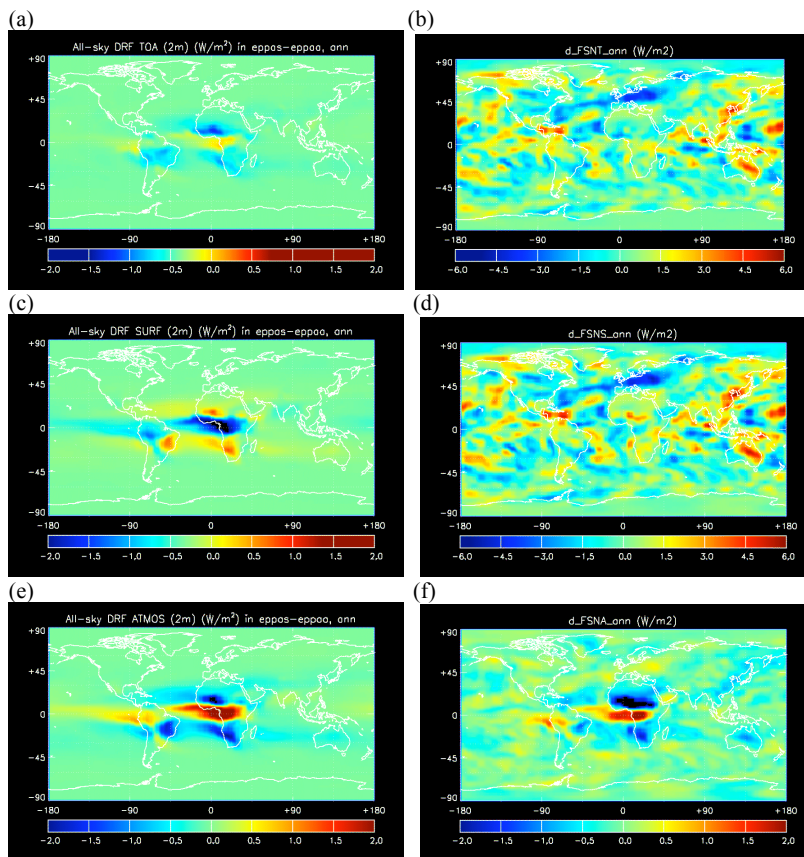 (a)
(b)
All-sky DRF TOA (2m) (W/m²) in eppas-eppaa, ann
d_FSNT_ann (W/m2)
+90
+45
0
-45
-90
-180 -90 0 +90 +180
-2.0 -1.5 -1.0 -0.5 0.0 0.5 1.0 1.5 2.0
+90
+45
0
-45
-90
-180 -90 0 +90 +180
-6.0 -4.5 -3.0 -1.5 0.0 1.5 3.0 4.5 6.0
(c)
(d)
All-sky DRF SURF (2m) (W/m²) in eppas-eppaa, ann
d_FSNS_ann (W/m2)
+90
+45
0
-45
-90
-180 -90 0 +90 +180
-2.0 -1.5 -1.0 -0.5 0.0 0.5 1.0 1.5 2.0
+90
+45
0
-45
-90
-180 -90 0 +90 +180
-6.0 -4.5 -3.0 -1.5 0.0 1.5 3.0 4.5 6.0
(e)
(f)
All-sky DRF ATMOS (2m) (W/m²) in eppas-eppaa, ann
d_FSNA_ann (W/m2)
+90
+45
0
-45
-90
-180 -90 0 +90 +180
-2.0 -1.5 -1.0 -0.5 0.0 0.5 1.0 1.5 2.0
+90
+45
0
-45
-90
-180 -90 0 +90 +180
-2.0 -1.5 -1.0 -0.5 0.0 0.5 1.0 1.5 2.0